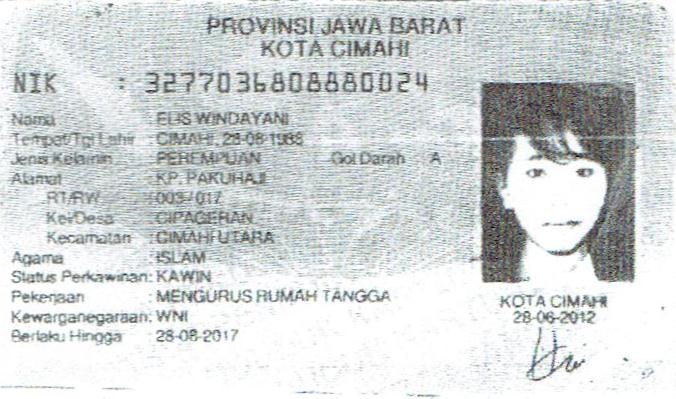 PROVINSI JAWA BARAT
KOTA CIMAHI
NIK : 3277036808880024
Nama : ELIS WINDAYANI
Tempat/Tgl Lahir : CIMAHI, 28-08-1988
Jenis Kelamin : PEREMPUAN Gol Darah A
Alamat : KP. PAKUHAJI
RT/RW : 003 / 017
Kel/Desa : CIPAGERAN
Kecamatan : CIMAHI UTARA
Agama : ISLAM
Status Perkawinan: KAWIN
Pekerjaan : MENGURUS RUMAH TANGGA
Kewarganegaraan: WNI
Berlaku Hingga : 28-08-2017
KOTA CIMAHI
28-06-2012